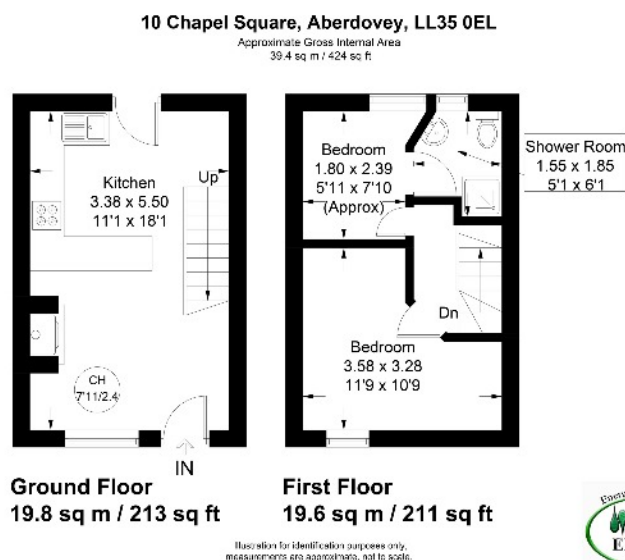 10 Chapel Square, Aberdovey, LL35 0EL
Approximate Gross Internal Area
39.4 sq m / 424 sq ft
Kitchen
3.38 x 5.50
11'1 x 18'1
Up
CH
7'11/2.4
IN
Bedroom
1.80 x 2.39
5'11 x 7'10
(Approx)
Shower Room
1.55 x 1.85
5'1 x 6'1
Dn
Bedroom
3.58 x 3.28
11'9 x 10'9
Ground Floor
19.8 sq m / 213 sq ft
First Floor
19.6 sq m / 211 sq ft
Illustration for identification purposes only,
measurements are approximate, not to scale.